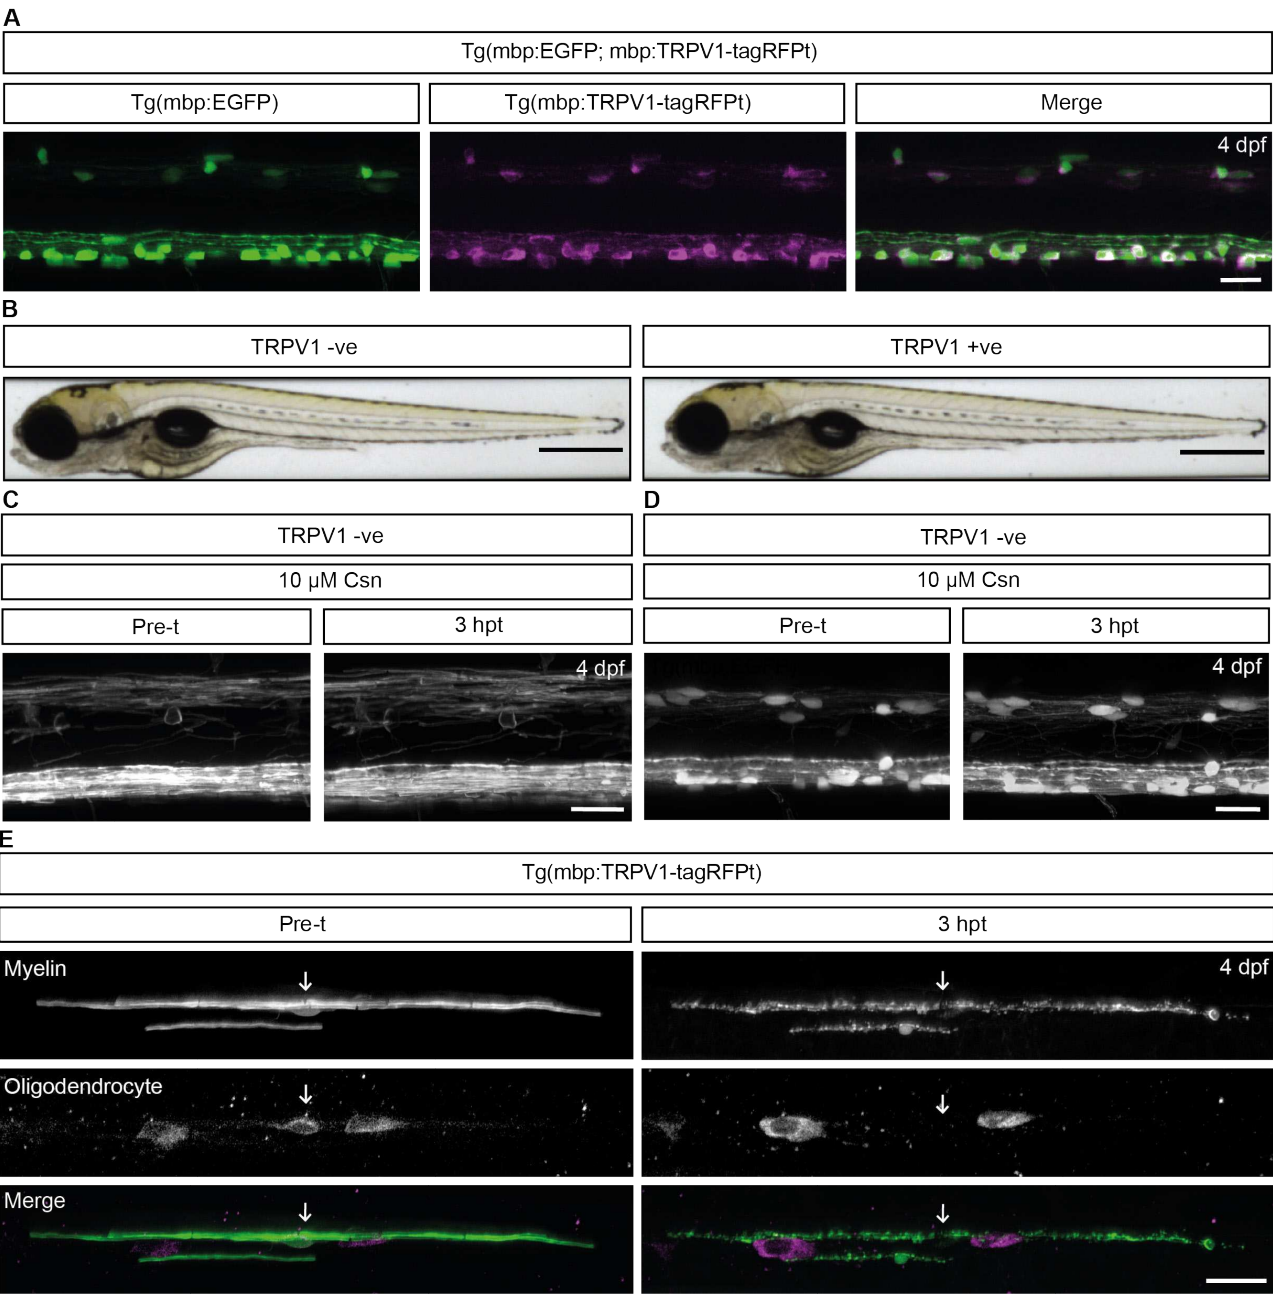 A
Tg(mbp:EGFP; mbp:TRPV1-tagRFPt)
Tg(mbp:EGFP)
Tg(mbp:TRPV1-tagRFPt)
Merge
4 dpf
B
TRPV1 -ve
TRPV1 +ve
C
D
TRPV1 -ve
TRPV1 -ve
10 µM Csn
10 µM Csn
Pre-t
3 hpt
Pre-t
3 hpt
4 dpf
4 dpf
E
Tg(mbp:TRPV1-tagRFPt)
Pre-t
3 hpt
Myelin
4 dpf
Oligodendrocyte
Merge